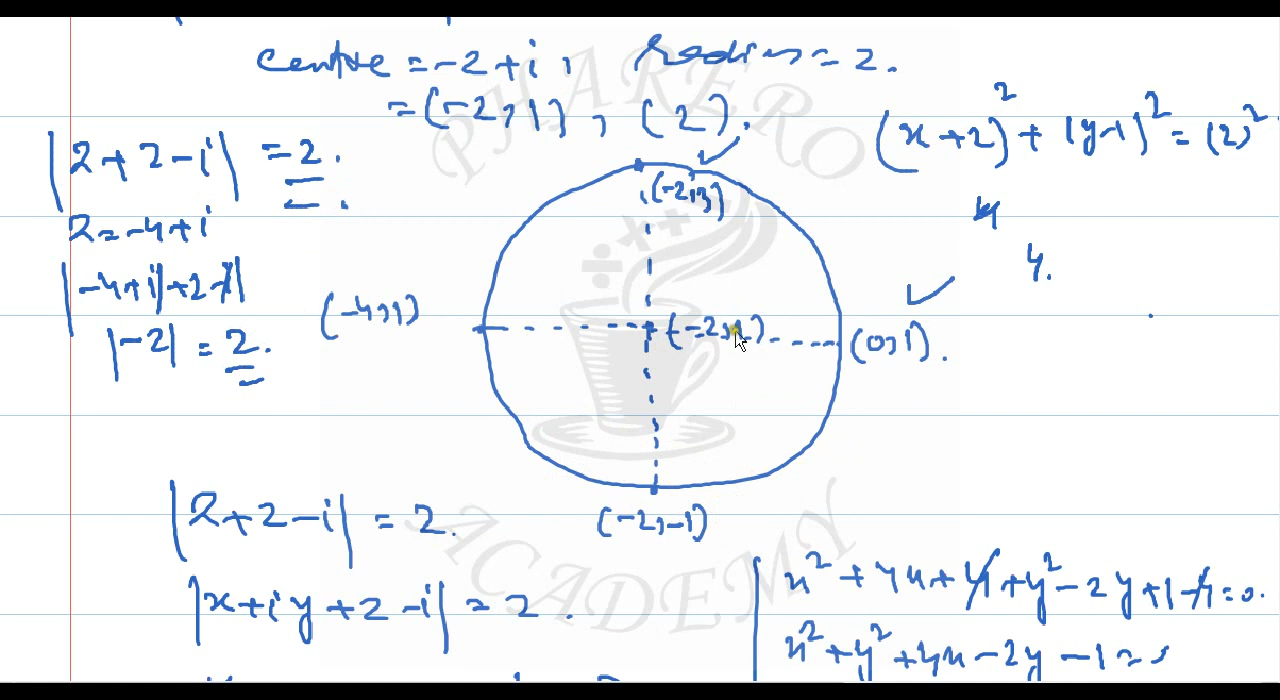 centre = -2 + i , Radius = 2.
= (-2, 1) , (2).
|z + 2 - i| = 2.
z = -4 + i
|-4 + i + 2 - i|
|-2| = 2.
(x + 2)² + (y - 1)² = (2)²
4.
(-2, 3)
(-4, 1)
(-2, 1)
(0, 1).
(-2, -1)
|z + 2 - i| = 2.
|x + iy + 2 - i| = 2.
x² + 4x + 4 + y² - 2y + 1 - 4 = 0.
x² + y² + 4x - 2y - 1 =
PHARERO
ACADEMY